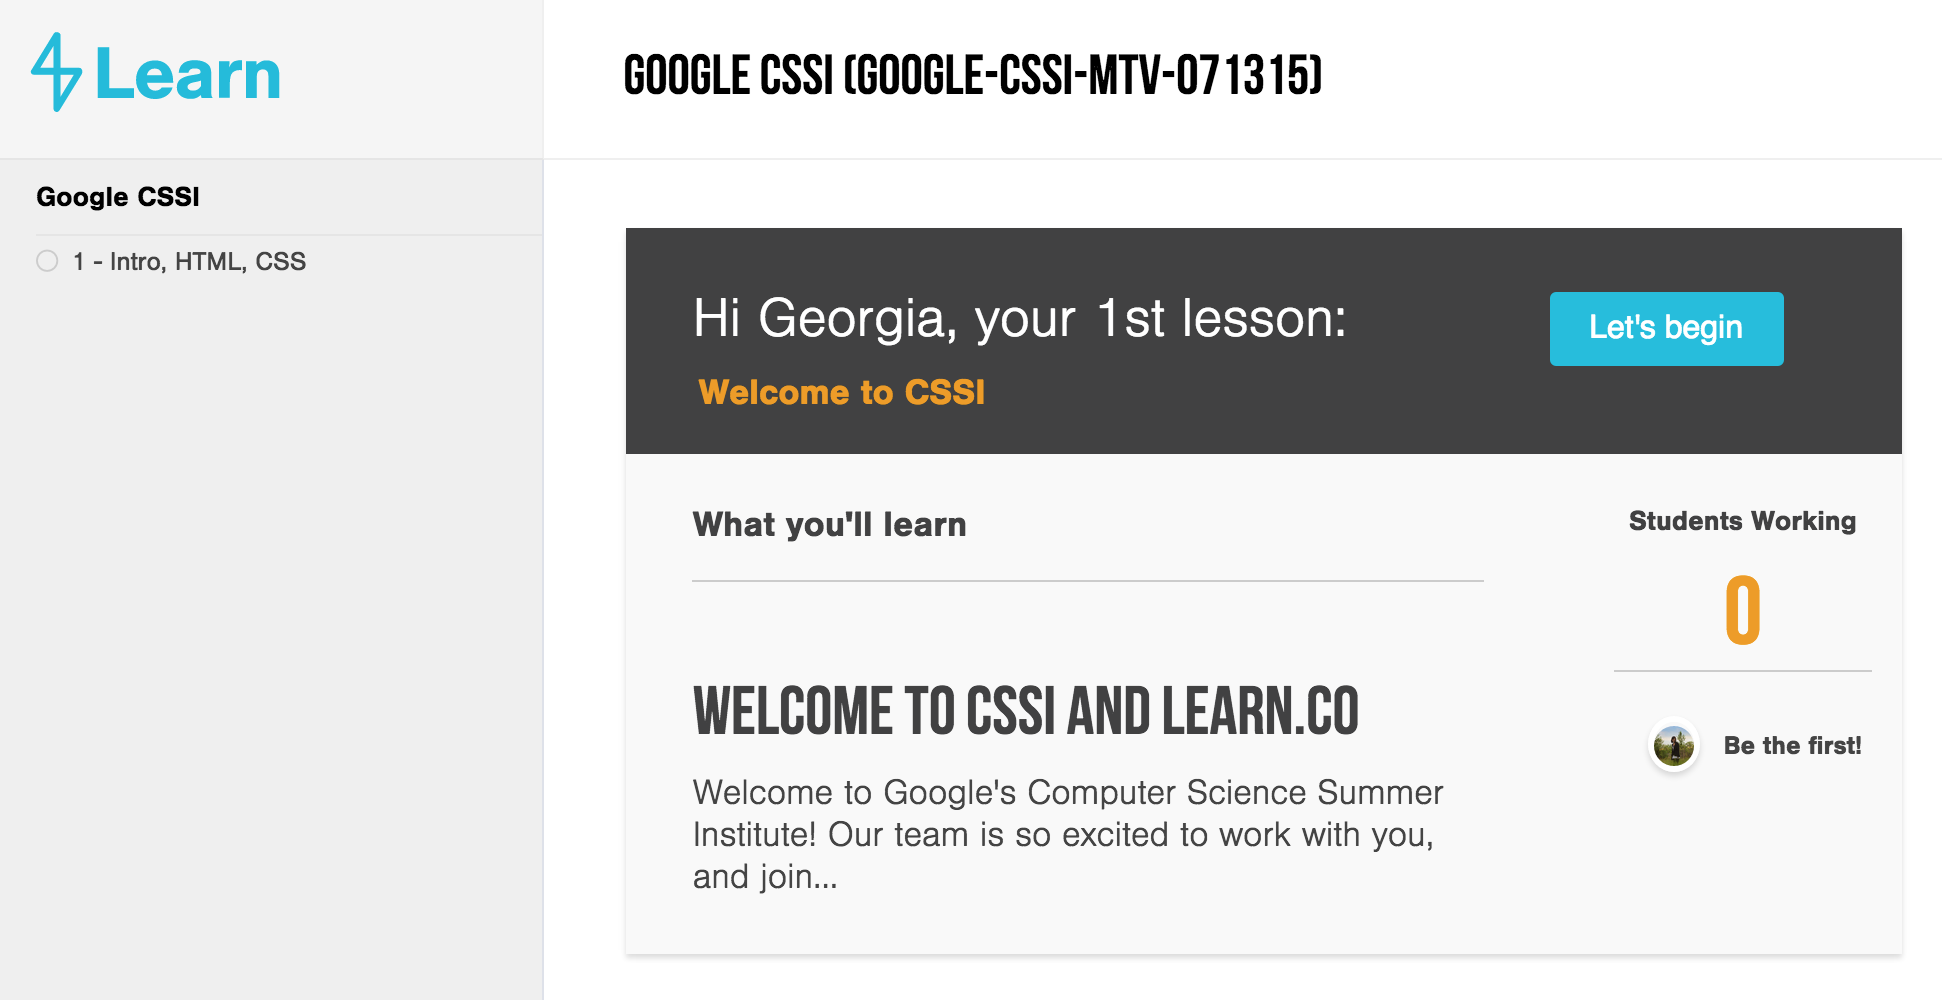 Learn
GOOGLE CSSI (GOOGLE-CSSI-MTV-071315)
Google CSSI
1 - Intro, HTML, CSS
Hi Georgia, your 1st lesson:
Let's begin
Welcome to CSSI
What you'll learn
WELCOME TO CSSI AND LEARN.CO
Welcome to Google's Computer Science Summer
Institute! Our team is so excited to work with you,
and join...
Students Working
0
Be the first!